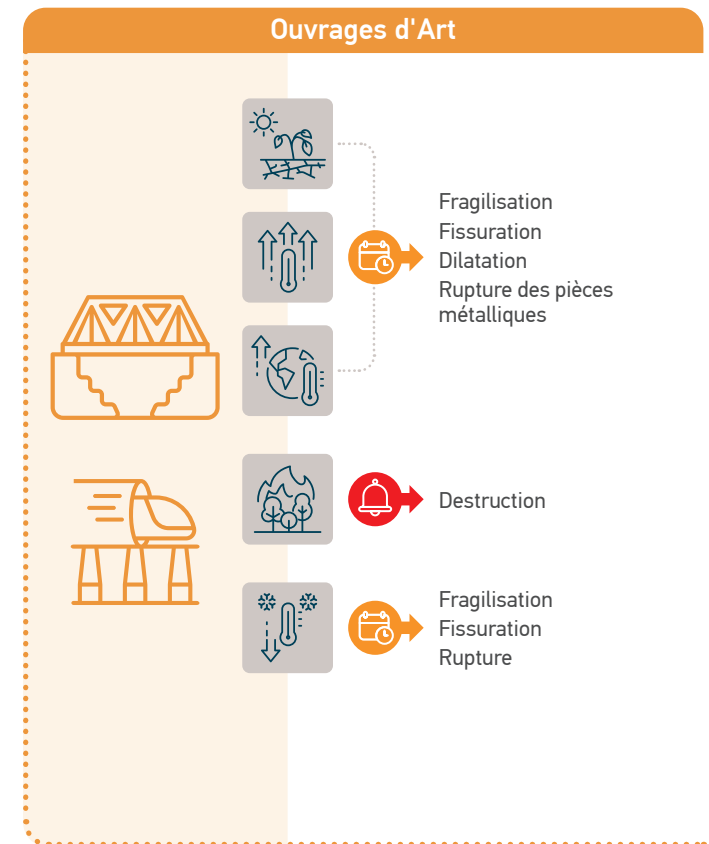 Ouvrages d'Art
Fragilisation
Fissuration
Dilatation
Rupture des pièces
métalliques
Destruction
Fragilisation
Fissuration
Rupture